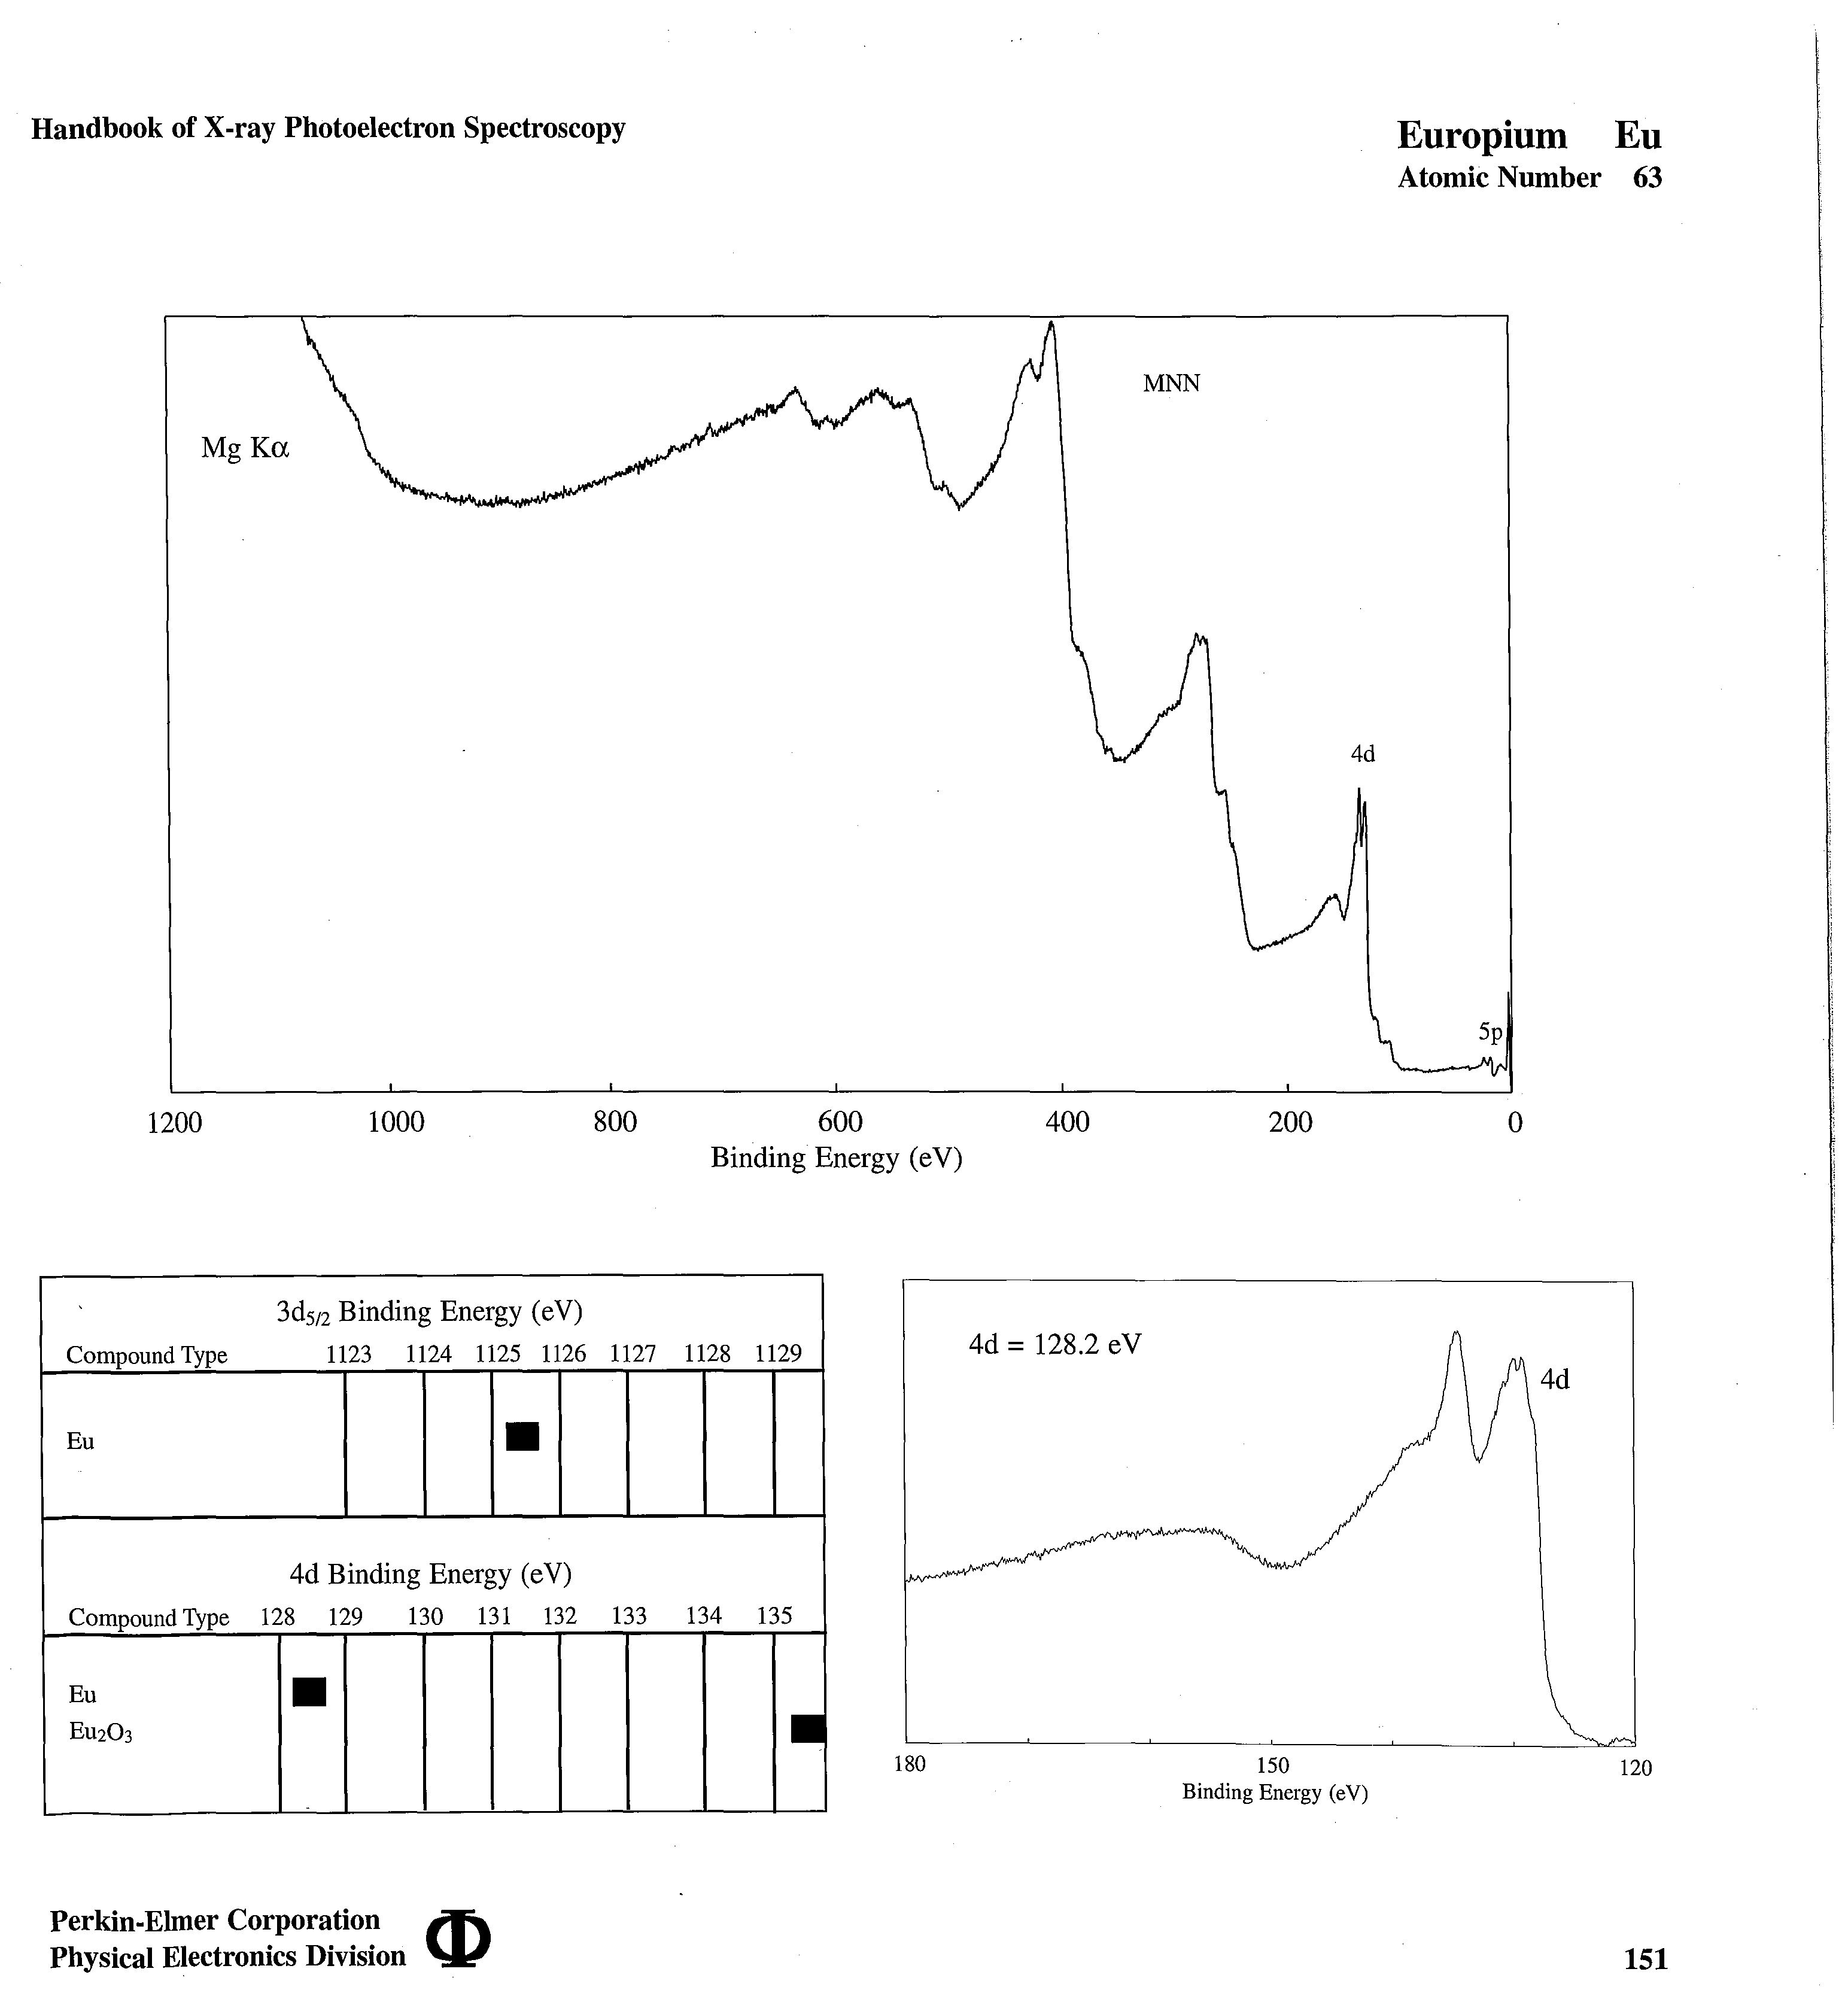 Handbook of X-ray Photoelectron Spectroscopy
Europium Eu
Atomic Number 63
Mg Kα
MNN
4d
5p
1200 1000 800 600 400 200 0
Binding Energy (eV)
3d5/2 Binding Energy (eV)
Compound Type 1123 1124 1125 1126 1127 1128 1129
Eu
4d Binding Energy (eV)
Compound Type 128 129 130 131 132 133 134 135
Eu
Eu2O3
4d = 128.2 eV
4d
180 150 120
Binding Energy (eV)
Perkin-Elmer Corporation
Physical Electronics Division Φ
151